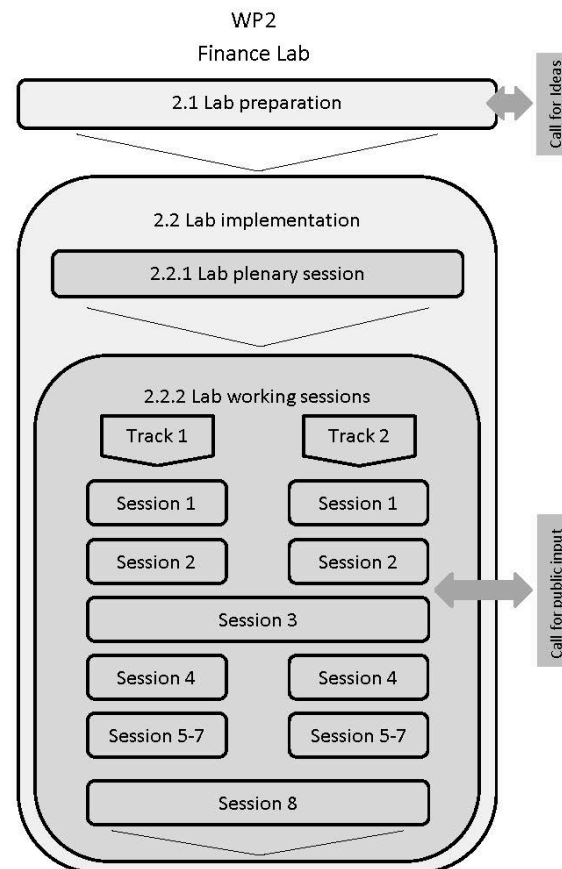 WP2
Finance Lab
2.1 Lab preparation
Call for Ideas
2.2 Lab implementation
2.2.1 Lab plenary session
2.2.2 Lab working sessions
Track 1
Track 2
Session 1
Session 1
Session 2
Session 2
Call for public input
Session 3
Session 4
Session 4
Session 5-7
Session 5-7
Session 8